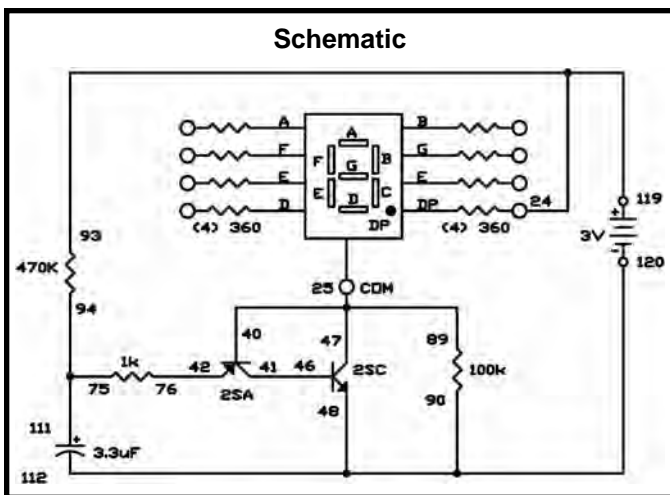 Schematic
A
B
F
G
E
E
D
DP
24
(4) 360
(4) 360
A
F
B
G
E
C
D
DP
93
470K
94
119
3V
+
-
120
25
COM
40
47
89
1k
42
41
46
2SC
100k
75
76
2SA
48
90
111
+
3.3uF
112